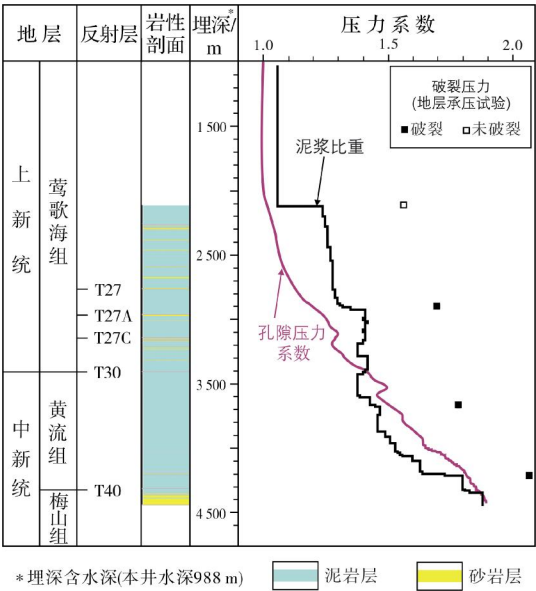 地层
反射层
岩性
剖面
埋深*/
m
压力系数
1.0
1.5
2.0
破裂压力
(地层承压试验)
■破裂 □未破裂
1 500
泥浆比重
上新统
莺歌海组
2 500
T27
T27A
T27C
孔隙压力
系数
T30
3 500
中新统
黄流组
T40
梅山组
4 500
*埋深含水深(本井水深988 m)
泥岩层
砂岩层